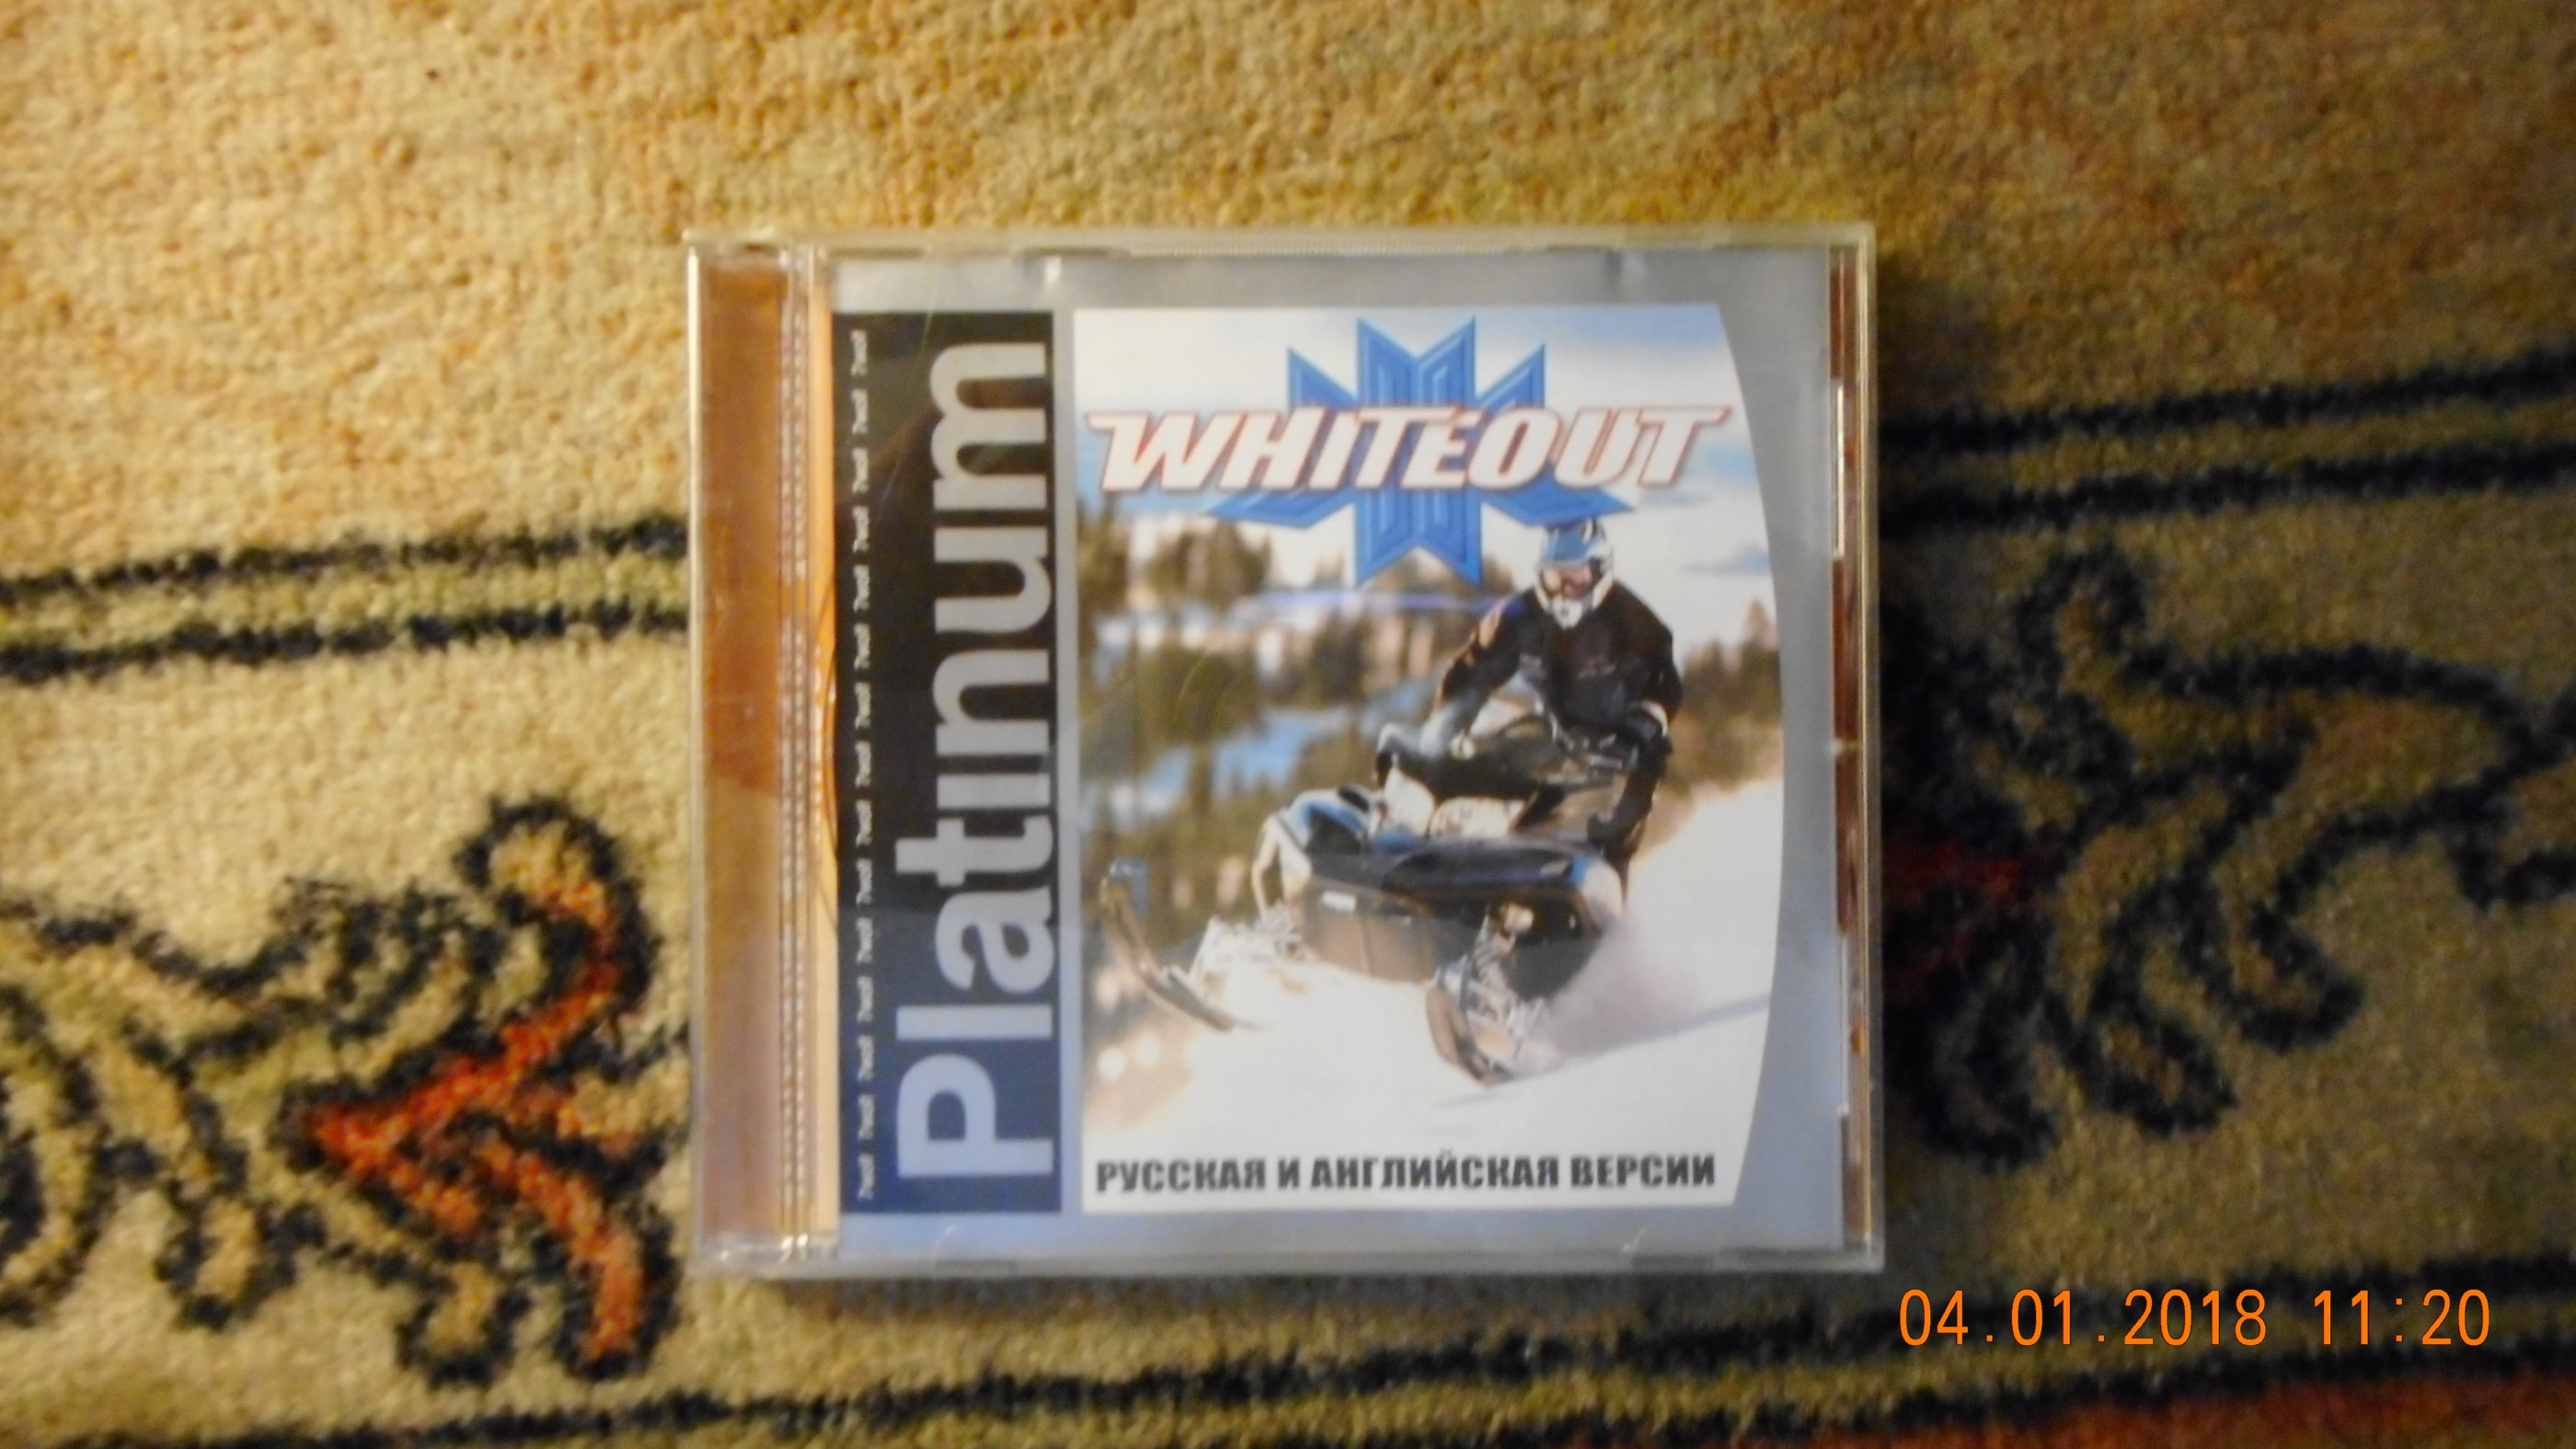 Platinum
WHITEOUT
РУССКАЯ И АНГЛИЙСКАЯ ВЕРСИИ
04.01.2018 11:20